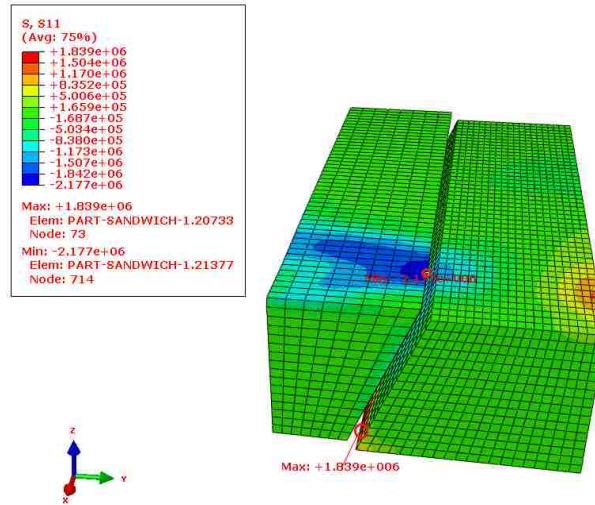 S, S11
(Avg: 75%)
+1.839e+06
+1.504e+06
+1.170e+06
+8.352e+05
+5.006e+05
+1.659e+05
-1.687e+05
-5.034e+05
-8.380e+05
-1.173e+06
-1.507e+06
-1.842e+06
-2.177e+06
Max: +1.839e+06
Elem: PART-SANDWICH-1.20733
Node: 73
Min: -2.177e+06
Elem: PART-SANDWICH-1.21377
Node: 714
Z
Y
X
Max: +1.839e+006